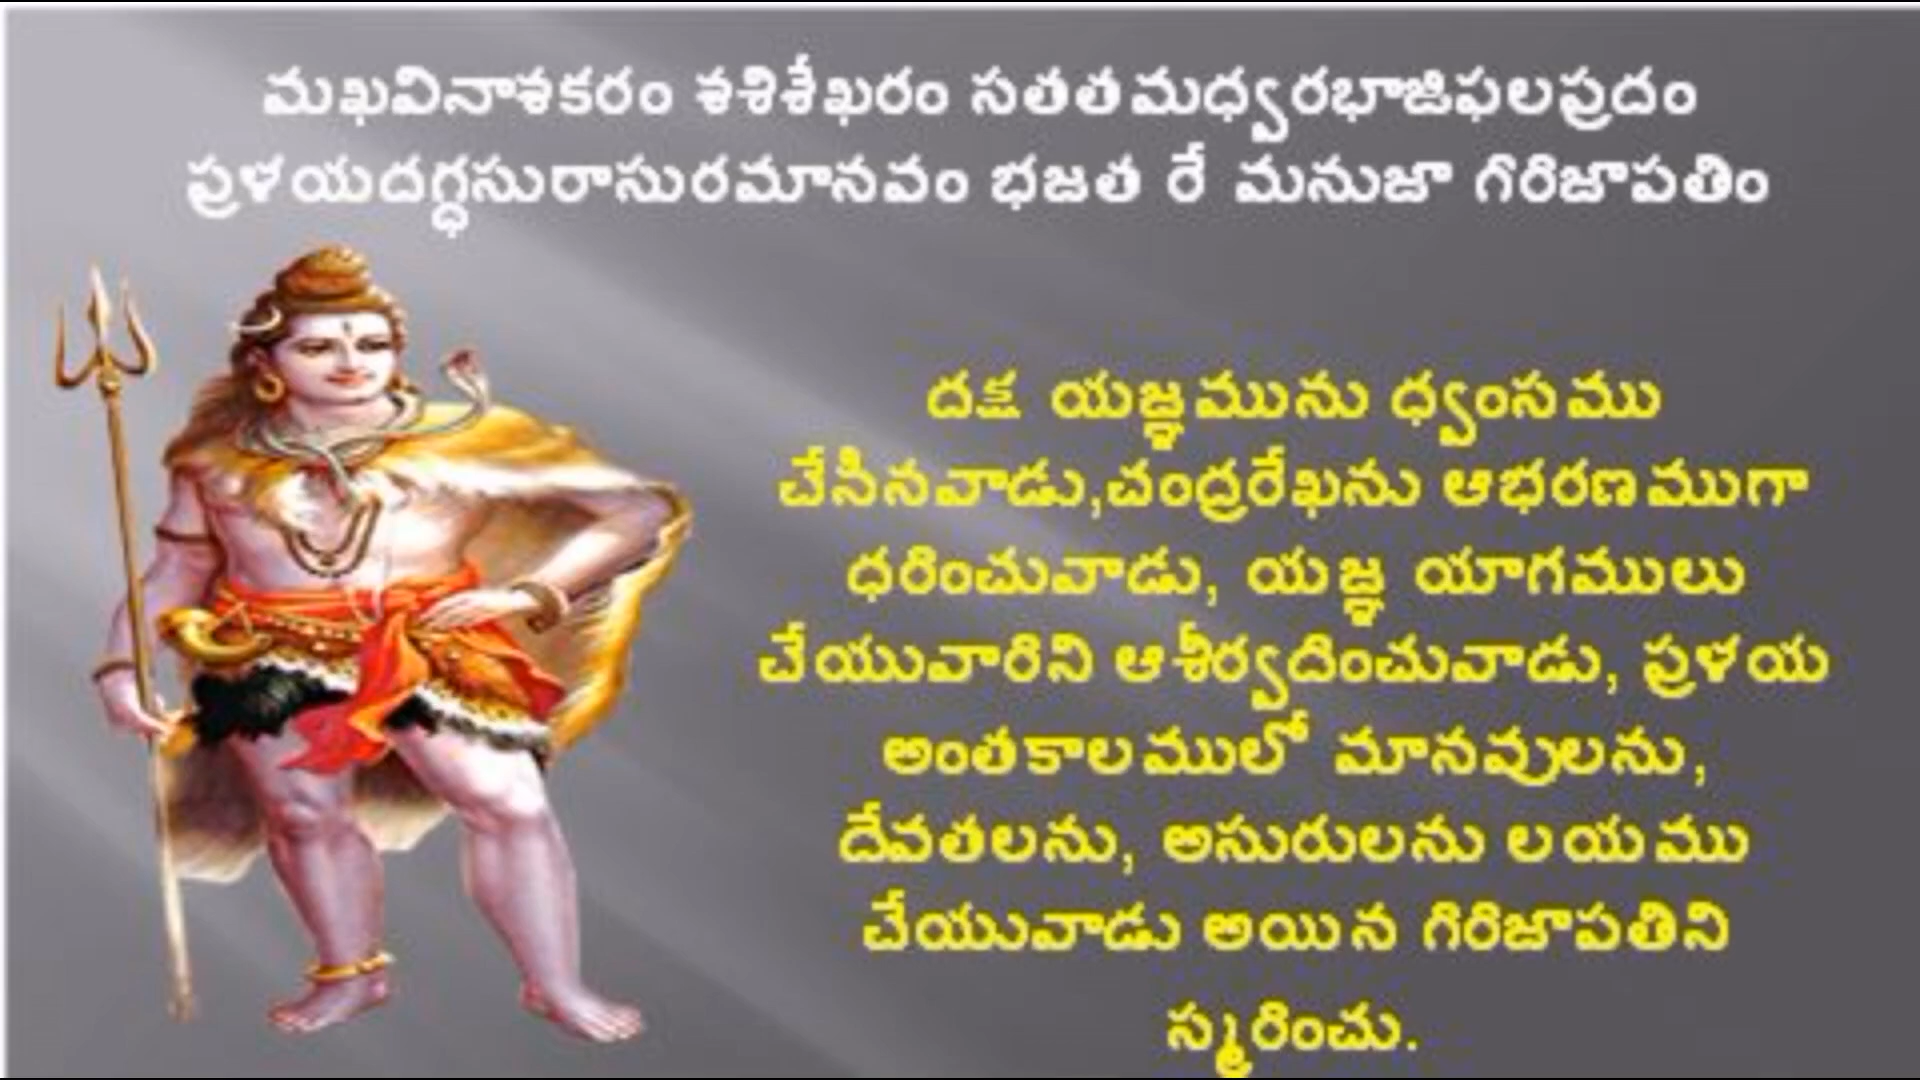 మఖవినాశకరం శశిశేఖరం సతతమధ్వరభాజిఫలప్రదం
ప్రళయదగ్ధసురాసురమానవం భజత రే మనుజా గిరిజాపతిం
దక్ష యజ్ఞమును ధ్వంసము
చేసినవాడు,చంద్రరేఖను ఆభరణముగా
ధరించువాడు, యజ్ఞ యాగములు
చేయువారిని ఆశీర్వదించువాడు, ప్రళయ
అంతకాలములో మానవులను,
దేవతలను, అసురులను లయము
చేయువాడు అయిన గిరిజాపతిని
స్మరించు.